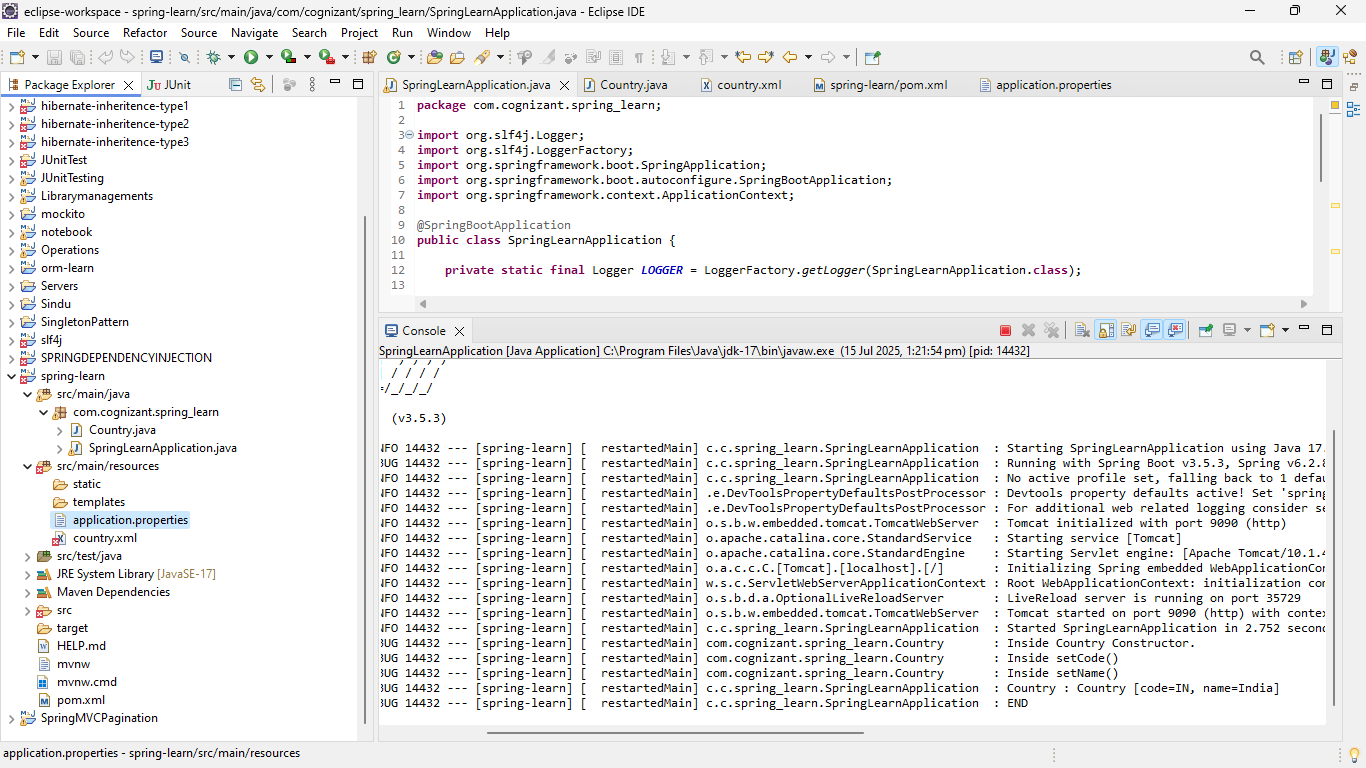 eclipse-workspace - spring-learn/src/main/java/com/cognizant/spring_learn/SpringLearnApplication.java - Eclipse IDE
File Edit Source Refactor Source Navigate Search Project Run Window Help
Package Explorer JUnit
hibernate-inheritence-type1
hibernate-inheritence-type2
hibernate-inheritence-type3
JUnitTest
JUnitTesting
Librarymanagements
mockito
notebook
Operations
orm-learn
Servers
Sindu
SingletonPattern
slf4j
SPRINGDEPENDENCYINJECTION
spring-learn
src/main/java
com.cognizant.spring_learn
Country.java
SpringLearnApplication.java
src/main/resources
static
templates
application.properties
country.xml
src/test/java
JRE System Library [JavaSE-17]
Maven Dependencies
src
target
HELP.md
mvnw
mvnw.cmd
pom.xml
SpringMVCPagination
SpringLearnApplication.java Country.java country.xml spring-learn/pom.xml application.properties
1 package com.cognizant.spring_learn;
2
3 import org.slf4j.Logger;
4 import org.slf4j.LoggerFactory;
5 import org.springframework.boot.SpringApplication;
6 import org.springframework.boot.autoconfigure.SpringBootApplication;
7 import org.springframework.context.ApplicationContext;
8
9 @SpringBootApplication
10 public class SpringLearnApplication {
11
12 private static final Logger LOGGER = LoggerFactory.getLogger(SpringLearnApplication.class);
13
Console
SpringLearnApplication [Java Application] C:\Program Files\Java\jdk-17\bin\javaw.exe (15 Jul 2025, 1:21:54 pm) [pid: 14432]
/ / / /
=/_/_/_/
(v3.5.3)
NFO 14432 --- [spring-learn] [ restartedMain] c.c.spring_learn.SpringLearnApplication : Starting SpringLearnApplication using Java 17.
BUG 14432 --- [spring-learn] [ restartedMain] c.c.spring_learn.SpringLearnApplication : Running with Spring Boot v3.5.3, Spring v6.2.8
NFO 14432 --- [spring-learn] [ restartedMain] c.c.spring_learn.SpringLearnApplication : No active profile set, falling back to 1 defau
NFO 14432 --- [spring-learn] [ restartedMain] .e.DevToolsPropertyDefaultsPostProcessor : Devtools property defaults active! Set 'spring
NFO 14432 --- [spring-learn] [ restartedMain] .e.DevToolsPropertyDefaultsPostProcessor : For additional web related logging consider se
NFO 14432 --- [spring-learn] [ restartedMain] o.s.b.w.embedded.tomcat.TomcatWebServer : Tomcat initialized with port 9090 (http)
NFO 14432 --- [spring-learn] [ restartedMain] o.apache.catalina.core.StandardService : Starting service [Tomcat]
NFO 14432 --- [spring-learn] [ restartedMain] o.apache.catalina.core.StandardEngine : Starting Servlet engine: [Apache Tomcat/10.1.4
NFO 14432 --- [spring-learn] [ restartedMain] o.a.c.c.C.[Tomcat].[localhost].[/] : Initializing Spring embedded WebApplicationCon
NFO 14432 --- [spring-learn] [ restartedMain] w.s.c.ServletWebServerApplicationContext : Root WebApplicationContext: initialization com
NFO 14432 --- [spring-learn] [ restartedMain] o.s.b.d.a.OptionalLiveReloadServer : LiveReload server is running on port 35729
NFO 14432 --- [spring-learn] [ restartedMain] o.s.b.w.embedded.tomcat.TomcatWebServer : Tomcat started on port 9090 (http) with contex
NFO 14432 --- [spring-learn] [ restartedMain] c.c.spring_learn.SpringLearnApplication : Started SpringLearnApplication in 2.752 second
BUG 14432 --- [spring-learn] [ restartedMain] com.cognizant.spring_learn.Country : Inside Country Constructor.
BUG 14432 --- [spring-learn] [ restartedMain] com.cognizant.spring_learn.Country : Inside setCode()
BUG 14432 --- [spring-learn] [ restartedMain] com.cognizant.spring_learn.Country : Inside setName()
BUG 14432 --- [spring-learn] [ restartedMain] c.c.spring_learn.SpringLearnApplication : Country : Country [code=IN, name=India]
BUG 14432 --- [spring-learn] [ restartedMain] c.c.spring_learn.SpringLearnApplication : END
application.properties - spring-learn/src/main/resources